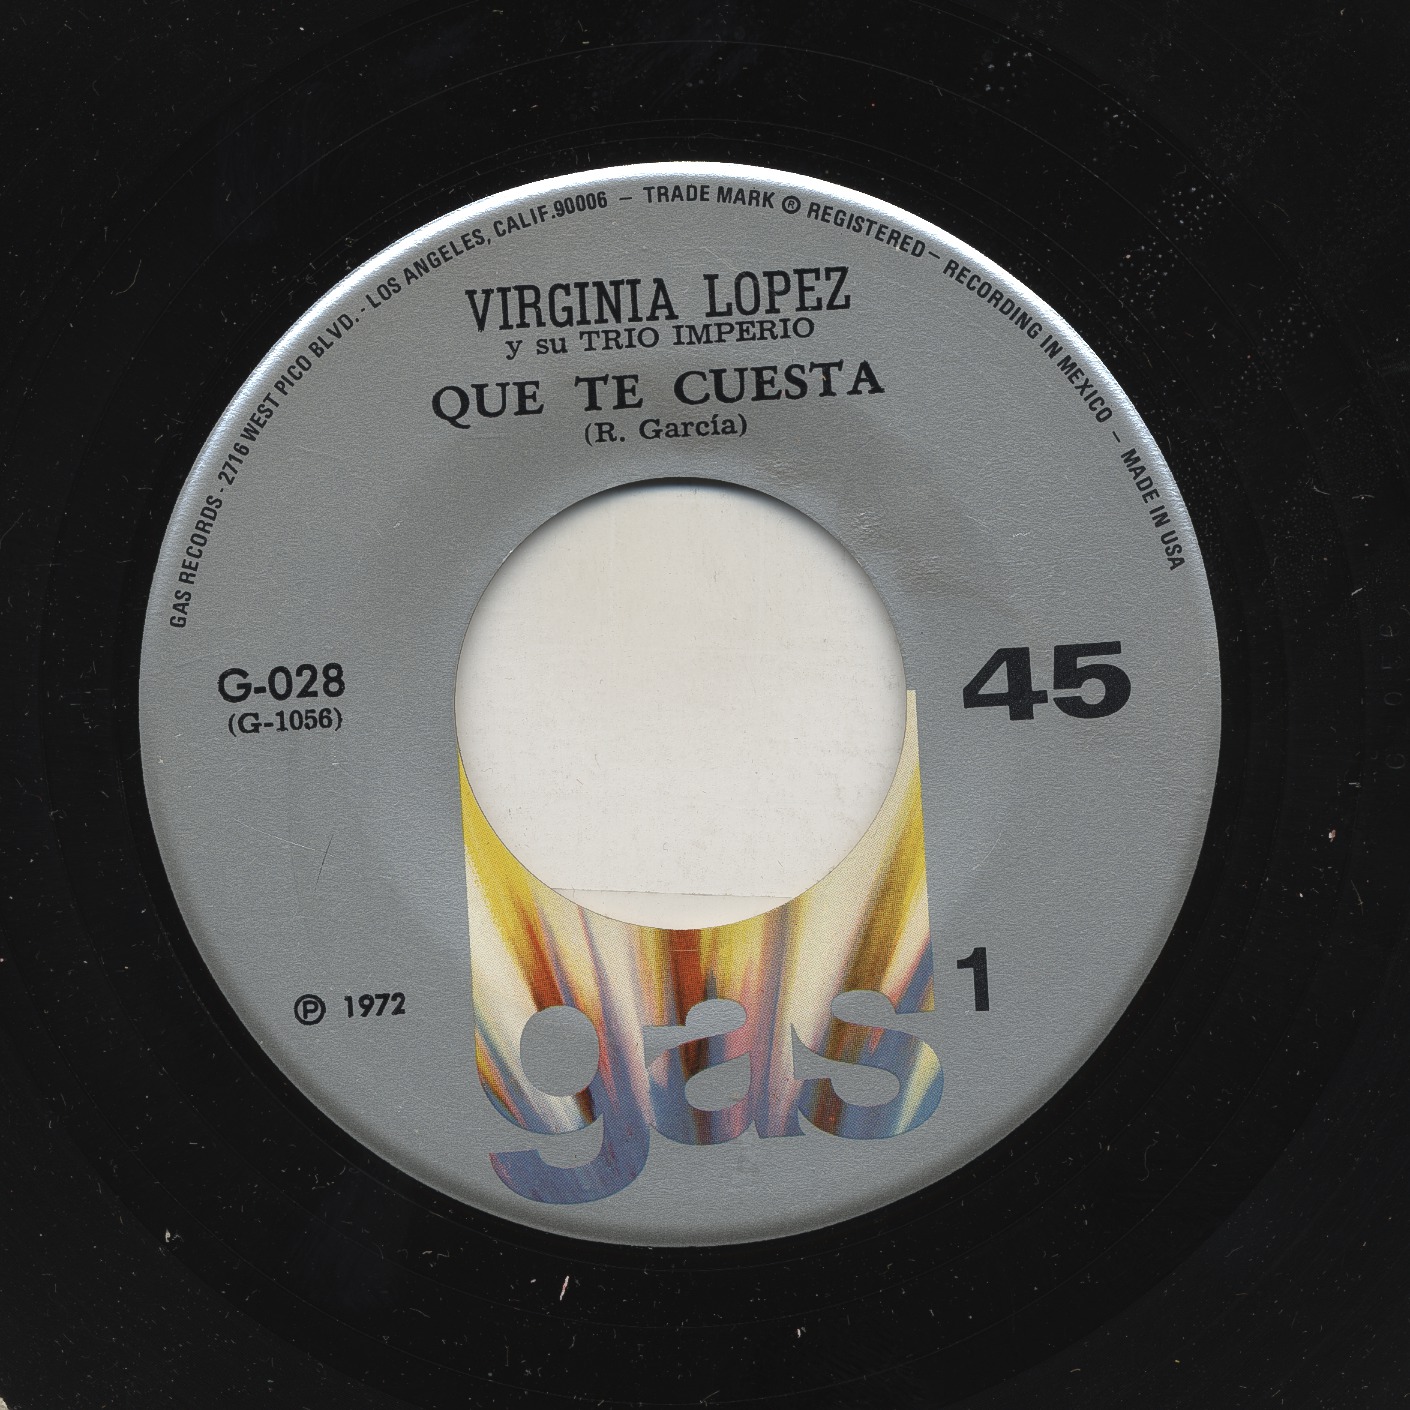 GAS RECORDS - 2716 WEST PICO BLVD. - LOS ANGELES, CALIF.90006 – TRADE MARK ® REGISTERED – RECORDING IN MEXICO – MADE IN USA
VIRGINIA LOPEZ
y su TRIO IMPERIO
QUE TE CUESTA
(R. García)
G-028
(G-1056)
45
℗ 1972
1
gas